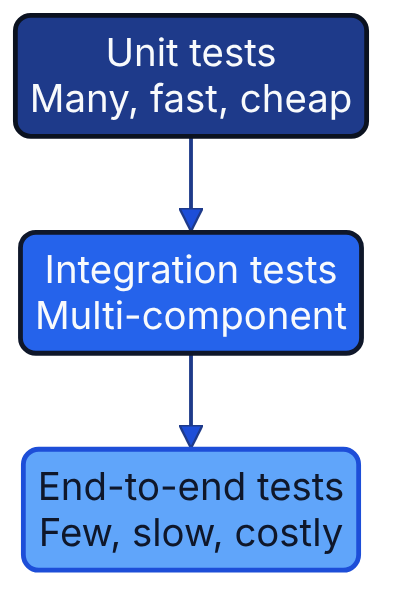 Unit tests
Many, fast, cheap
Integration tests
Multi-component
End-to-end tests
Few, slow, costly